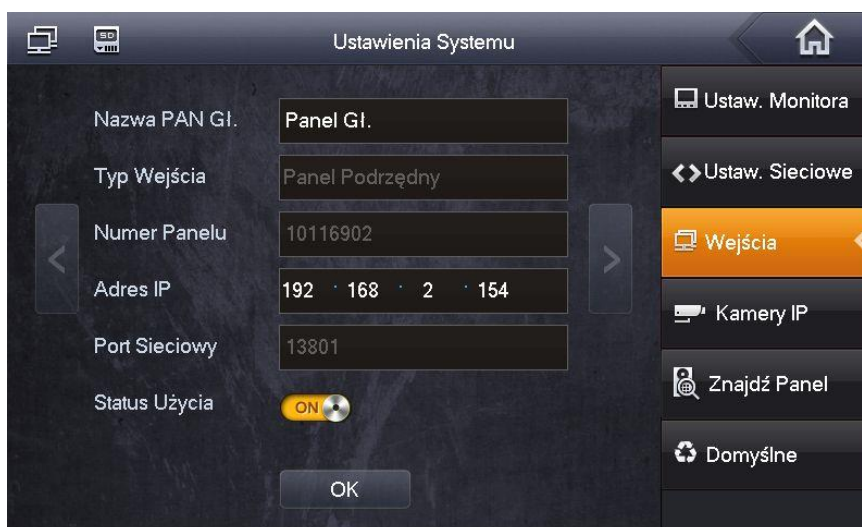 SD
Ustawienia Systemu
Nazwa PAN Gł.
Panel Gł.
Typ Wejścia
Panel Podrzędny
Numer Panelu
10116902
Adres IP
192 . 168 . 2 . 154
Port Sieciowy
13801
Status Użycia
ON
OK
Ustaw. Monitora
Ustaw. Sieciowe
Wejścia
Kamery IP
Znajdź Panel
Domyślne